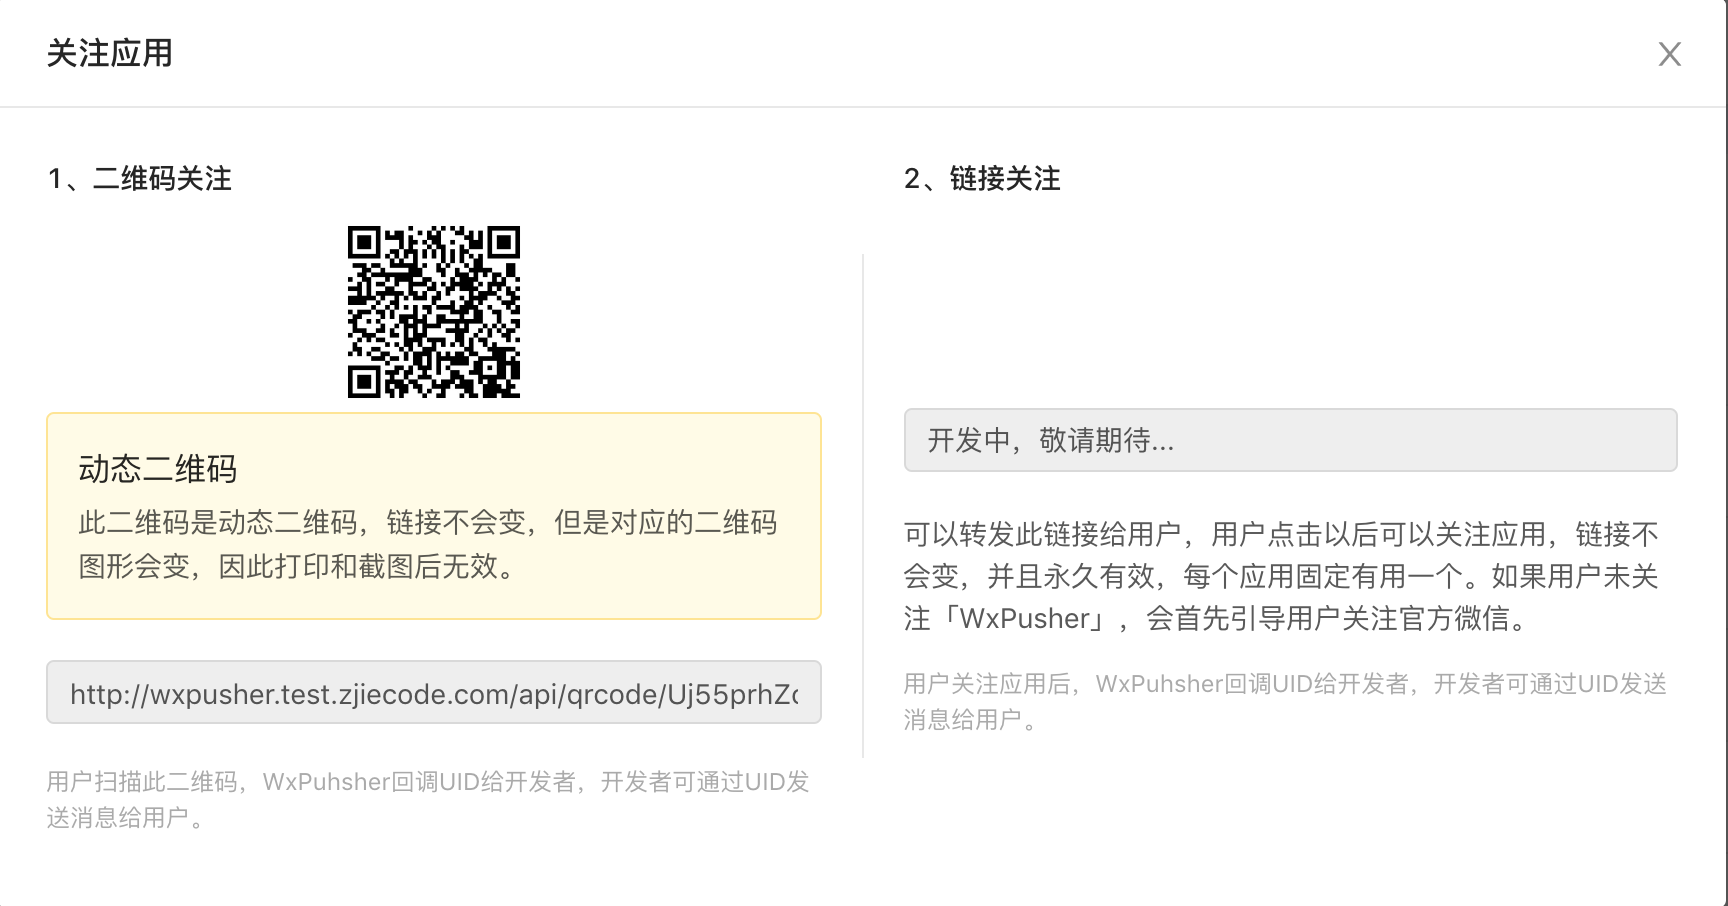 关注应用
1、二维码关注
动态二维码
此二维码是动态二维码，链接不会变，但是对应的二维码
图形会变，因此打印和截图后无效。
http://wxpusher.test.zjiecode.com/api/qrcode/Uj55prhZ
用户扫描此二维码，WxPuhsher回调UID给开发者，开发者可通过UID发
送消息给用户。
2、链接关注
开发中，敬请期待...
可以转发此链接给用户，用户点击以后可以关注应用，链接不
会变，并且永久有效，每个应用固定有用一个。如果用户未关
注「WxPusher」，会首先引导用户关注官方微信。
用户关注应用后，WxPuhsher回调UID给开发者，开发者可通过UID发送
消息给用户。